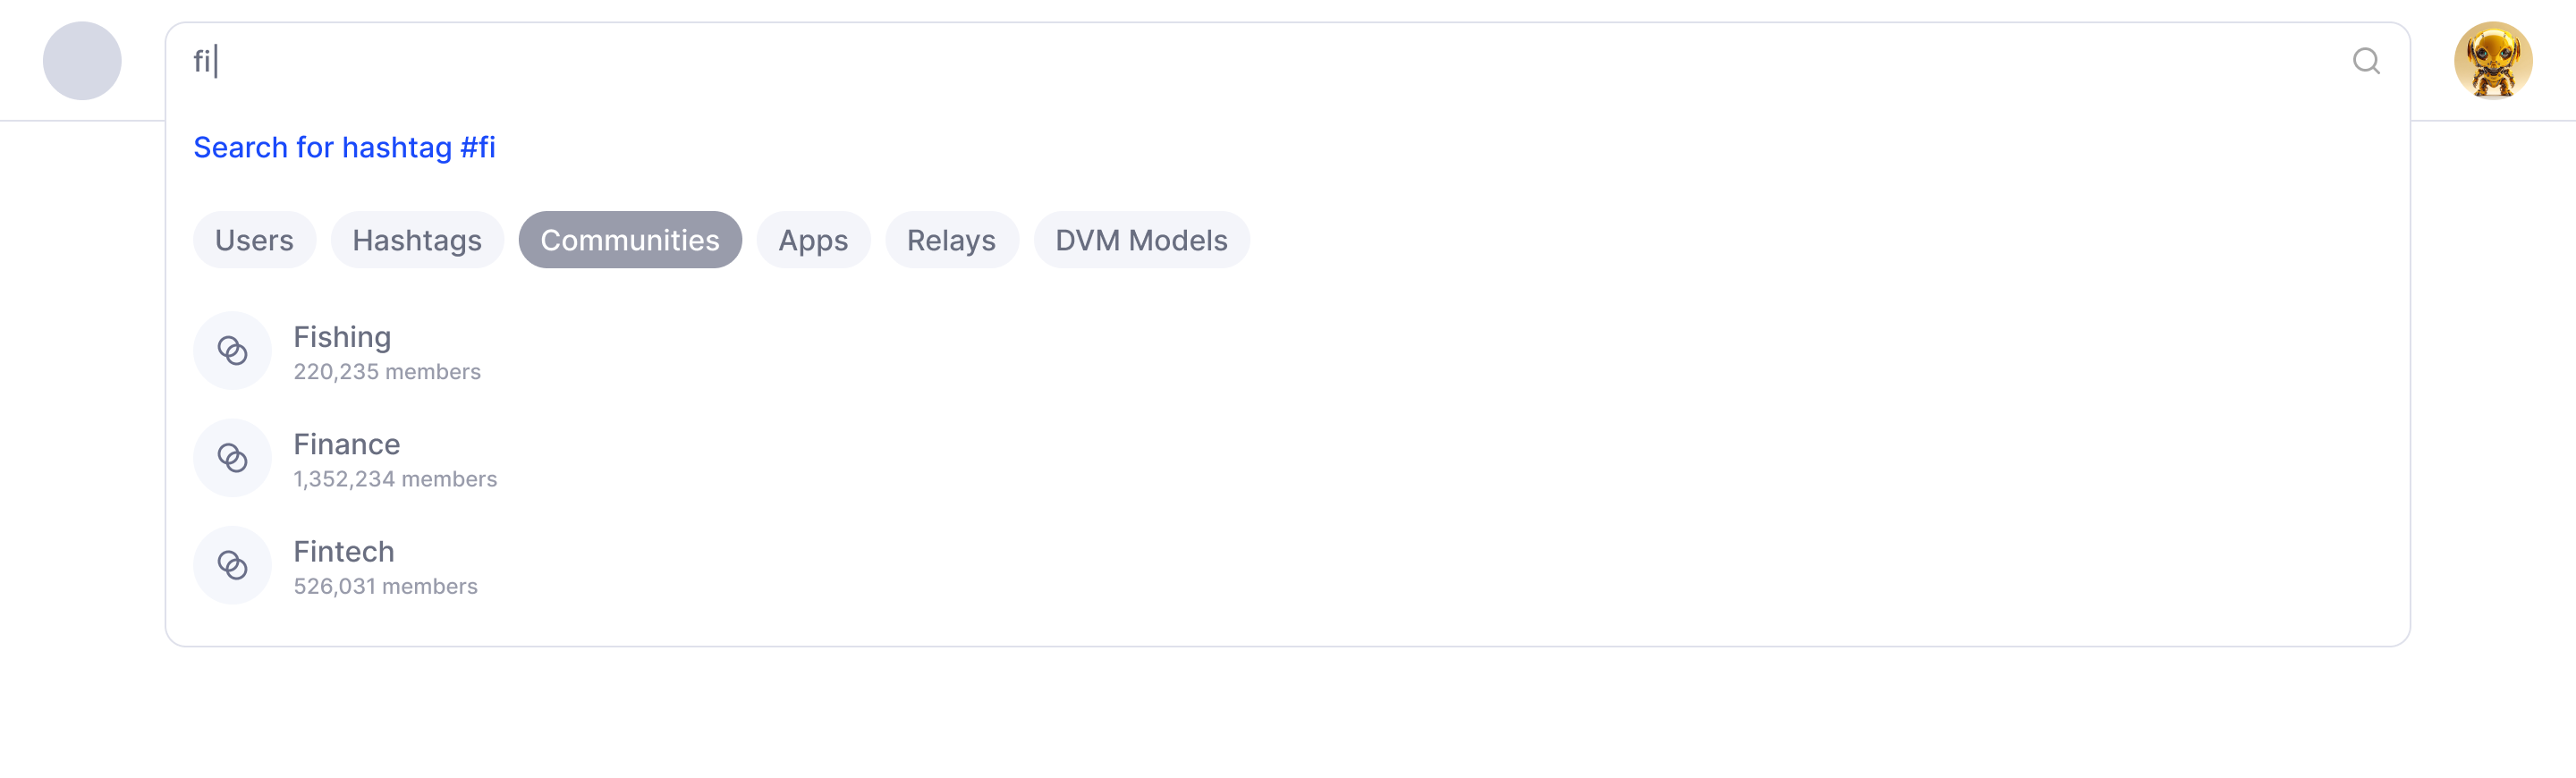 fi
Search for hashtag #fi
Users Hashtags Communities Apps Relays DVM Models
Fishing
220,235 members
Finance
1,352,234 members
Fintech
526,031 members